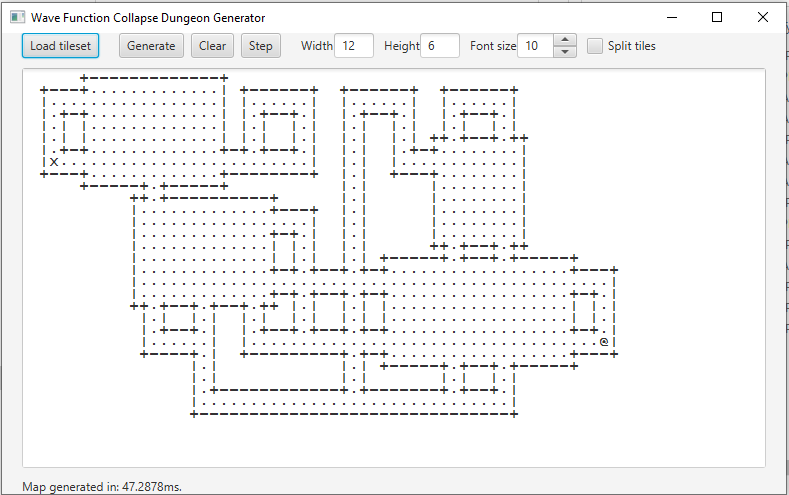 Wave Function Collapse Dungeon Generator
Load tileset Generate Clear Step Width 12 Height 6 Font size 10 Split tiles
x
@
Map generated in: 47.2878ms.